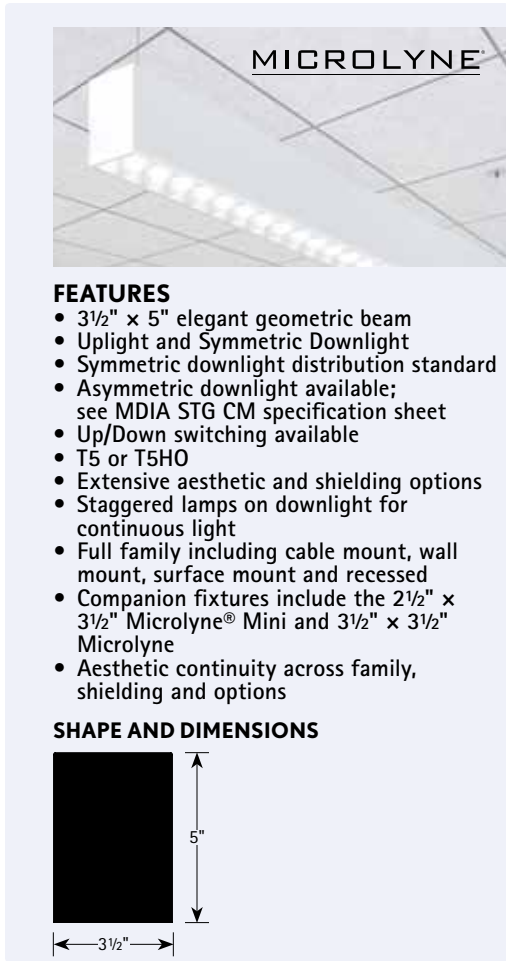 MICROLYNE®
FEATURES
• 3½" × 5" elegant geometric beam
• Uplight and Symmetric Downlight
• Symmetric downlight distribution standard
• Asymmetric downlight available;
see MDIA STG CM specification sheet
• Up/Down switching available
• T5 or T5HO
• Extensive aesthetic and shielding options
• Staggered lamps on downlight for
continuous light
• Full family including cable mount, wall
mount, surface mount and recessed
• Companion fixtures include the 2½" ×
3½" Microlyne® Mini and 3½" × 3½"
Microlyne
• Aesthetic continuity across family,
shielding and options
SHAPE AND DIMENSIONS
5"
3½"